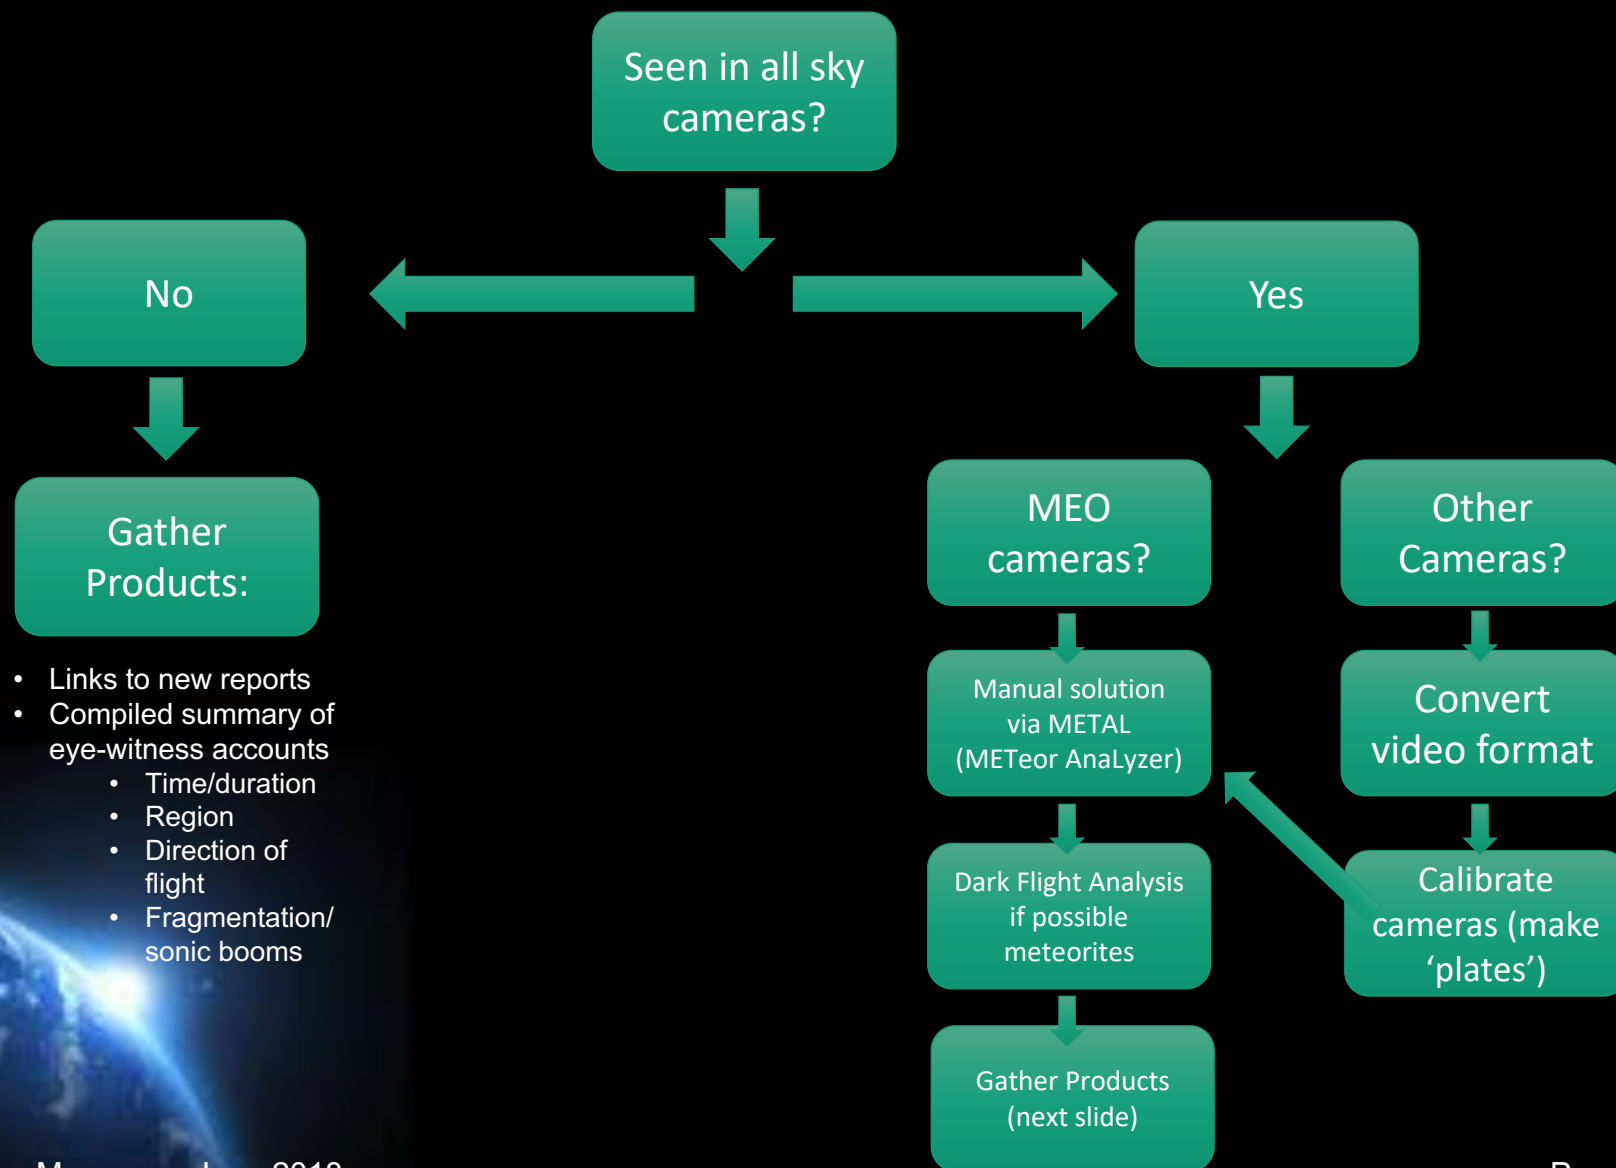 Seen in all sky
cameras?
No
Yes
Gather
Products:
• Links to new reports
• Compiled summary of
eye-witness accounts
• Time/duration
• Region
• Direction of
flight
• Fragmentation/
sonic booms
MEO
cameras?
Manual solution
via METAL
(METeor AnaLyzer)
Dark Flight Analysis
if possible
meteorites
Gather Products
(next slide)
Other
Cameras?
Convert
video format
Calibrate
cameras (make
‘plates’)
2018